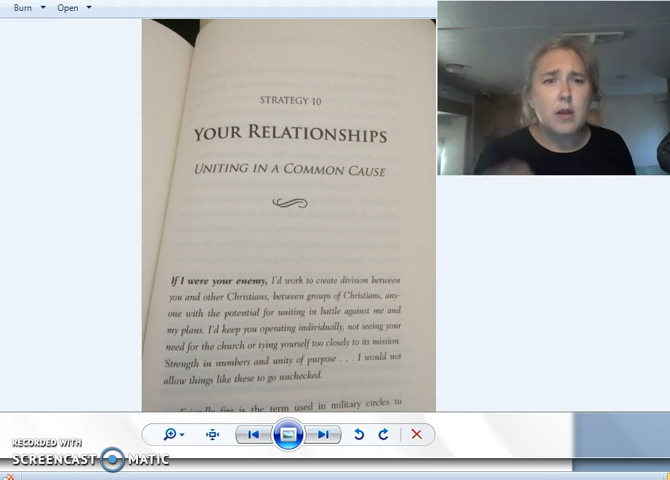 Burn Open
STRATEGY 10
YOUR RELATIONSHIPS
UNITING IN A COMMON CAUSE
If I were your enemy, I'd work to create division between
you and other Christians, between groups of Christians, any-
one with the potential for uniting in battle against me and
my plans. I'd keep you operating individually, not seeing your
need for the church or tying yourself too closely to its mission.
Strength in numbers and unity of purpose . . . I would not
allow things like these to go unchecked.
Friendly fire is the term used in military circles to
RECORDED WITH
SCREENCAST MATIC